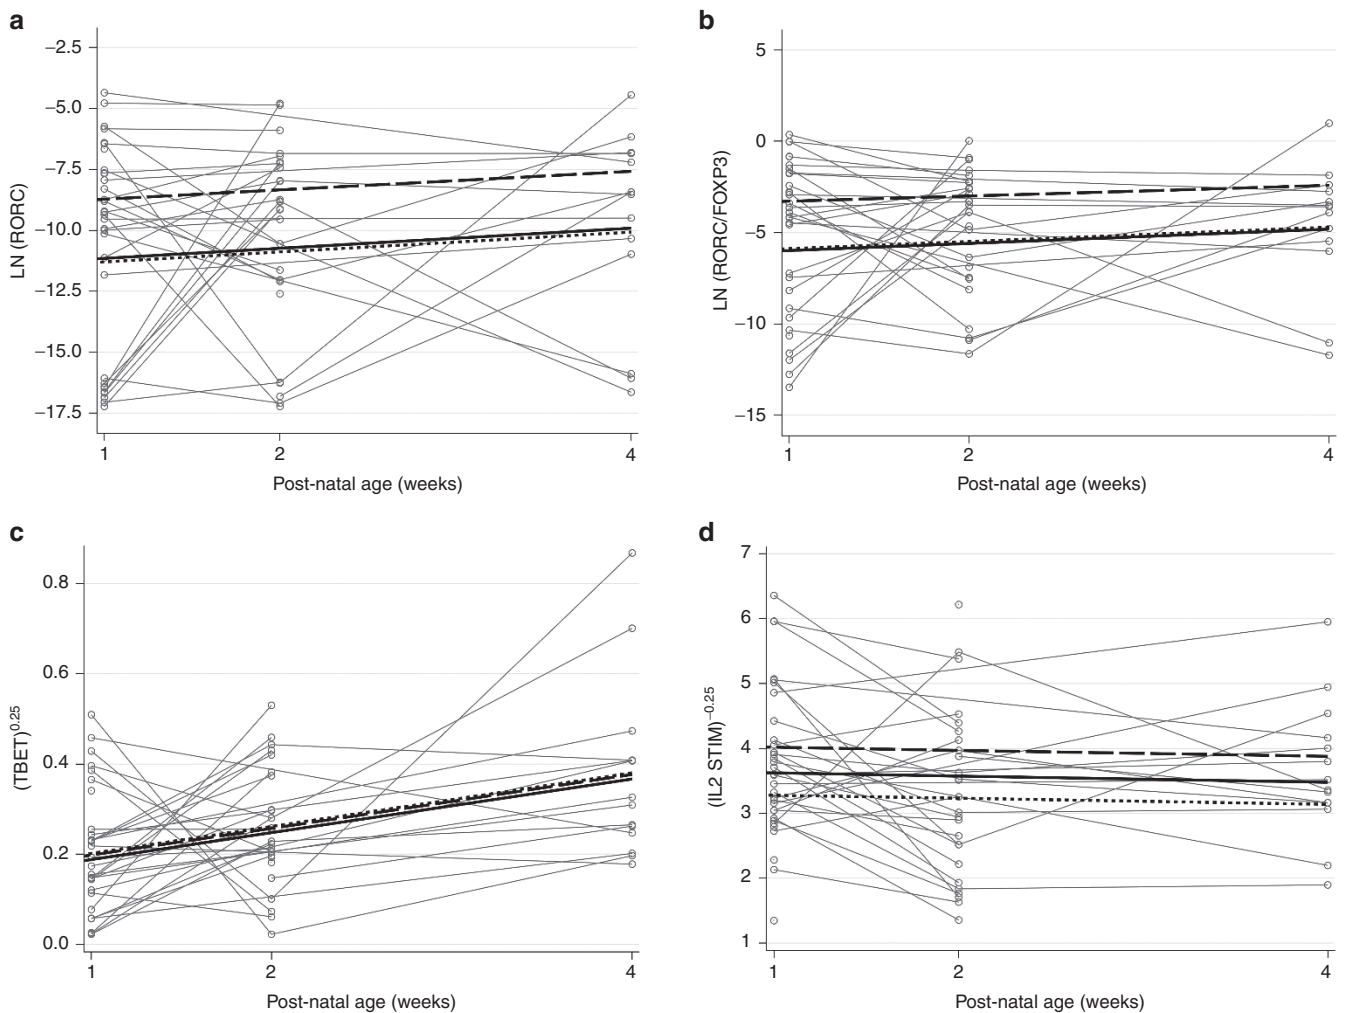 a
−2.5
−5.0
−7.5
−10.0
−12.5
−15.0
−17.5
LN (RORC)
1 2 4
Post-natal age (weeks)
b
5
0
−5
−10
−15
LN (RORC/FOXP3)
1 2 4
Post-natal age (weeks)
c
0.8
0.6
0.4
0.2
0.0
(TBET)0.25
1 2 4
Post-natal age (weeks)
d
7
6
5
4
3
2
1
(IL2 STIM)−0.25
1 2 4
Post-natal age (weeks)